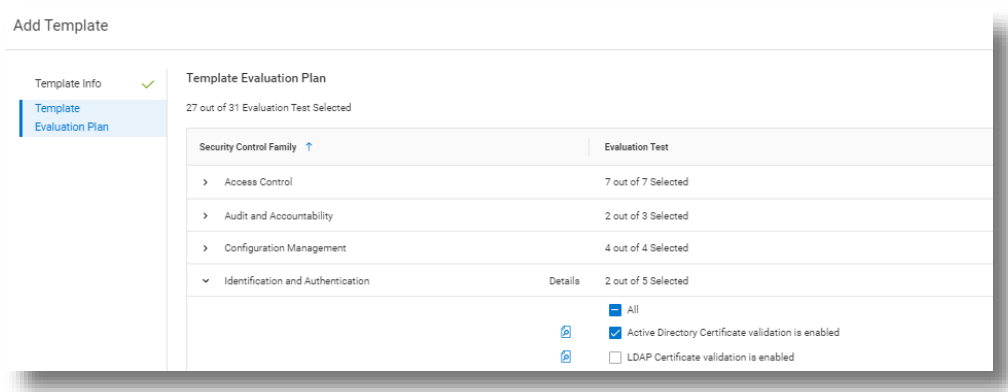 Add Template
Template Info
Template
Evaluation Plan
Template Evaluation Plan
27 out of 31 Evaluation Test Selected
Security Control Family ↑ Evaluation Test
Access Control 7 out of 7 Selected
Audit and Accountability 2 out of 3 Selected
Configuration Management 4 out of 4 Selected
Identification and Authentication Details 2 out of 5 Selected
All
Active Directory Certificate validation is enabled
LDAP Certificate validation is enabled